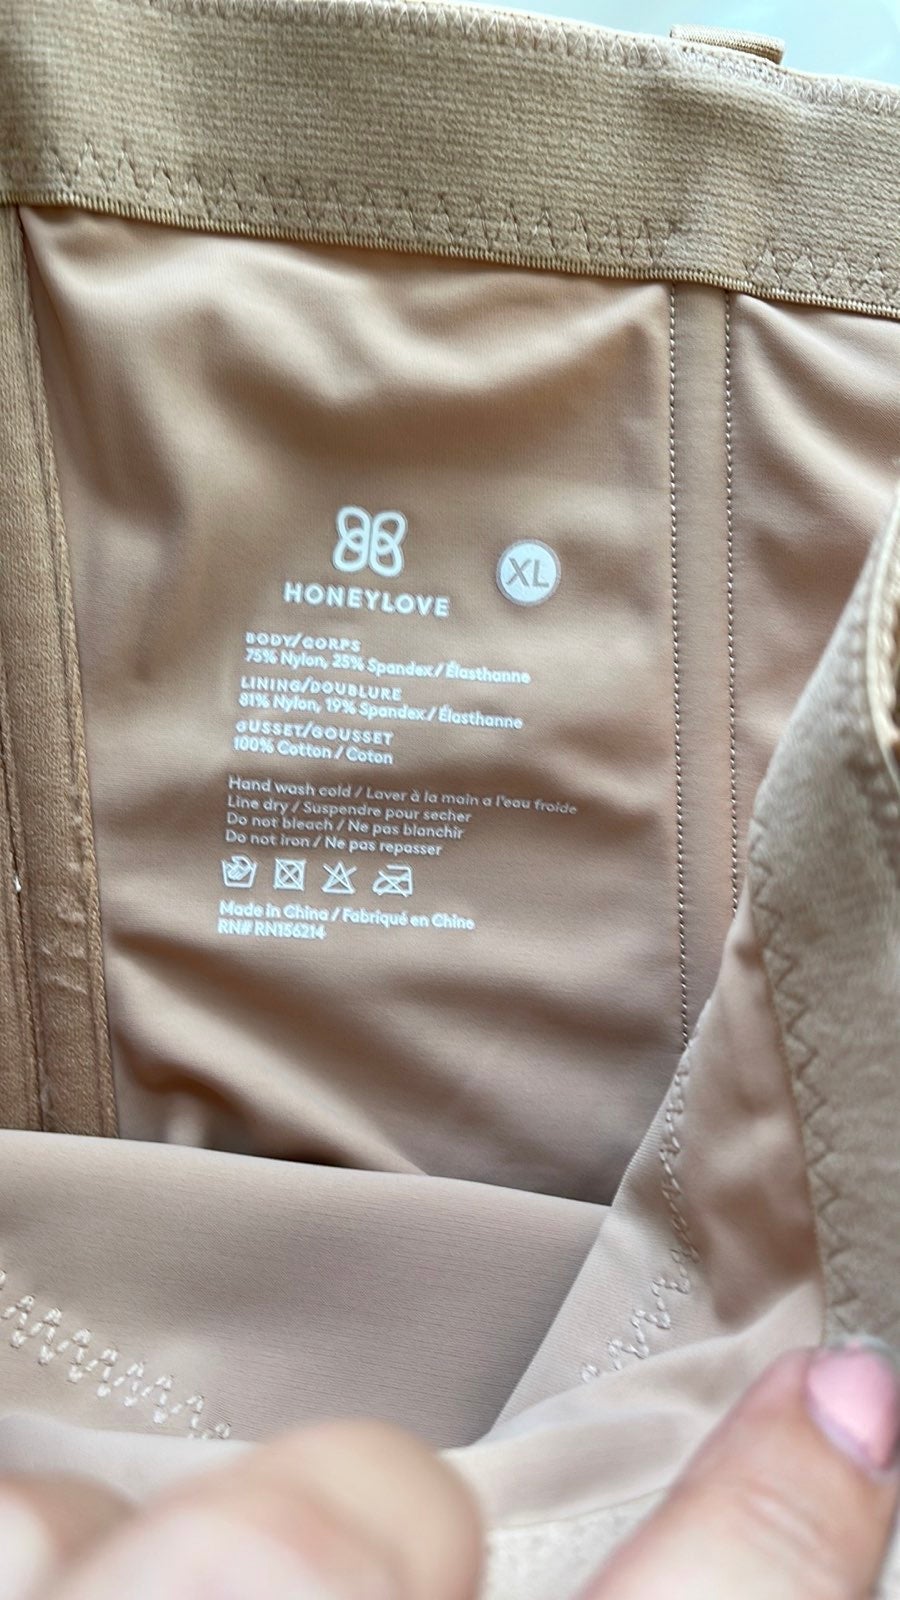 HONEYLOVE
XL
BODY/CORPS
75% Nylon, 25% Spandex / Élasthanne
LINING/DOUBLURE
81% Nylon, 19% Spandex / Élasthanne
GUSSET/GOUSSET
100% Cotton / Coton
Hand wash cold / Laver à la main a l'eau froide
Line dry / Suspendre pour secher
Do not bleach / Ne pas blanchir
Do not iron / Ne pas repasser
Made in China / Fabriqué en Chine
RN# RN156214